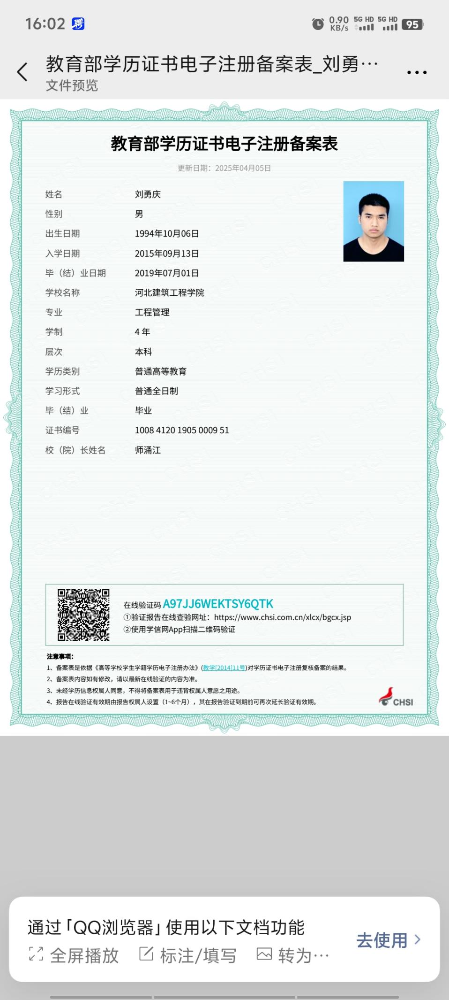 16:02 聘 0.90 KB/s 5G HD 5G HD 95
教育部学历证书电子注册备案表_刘勇…
文件预览
教育部学历证书电子注册备案表
更新日期：2025年04月05日
姓名 刘勇庆
性别 男
出生日期 1994年10月06日
入学日期 2015年09月13日
毕（结）业日期 2019年07月01日
学校名称 河北建筑工程学院
专业 工程管理
学制 4 年
层次 本科
学历类别 普通高等教育
学习形式 普通全日制
毕（结）业 毕业
证书编号 1008 4120 1905 0009 51
校（院）长姓名 师涌江
在线验证码 A97JJ6WEKTSY6QTK
①验证报告在线查验网址：https://www.chsi.com.cn/xlcx/bgcx.jsp
②使用学信网App扫描二维码验证
注意事项：
1、备案表是依据《高等学校学生学籍学历电子注册办法》(教学[2014]11号)对学历证书电子注册复核备案的结果。
2、备案表内容如有修改，请以最新在线验证的内容为准。
3、未经学历信息权属人同意，不得将备案表用于违背权属人意愿之用途。
4、报告在线验证有效期由报告权属人设置（1~6个月），其在报告验证到期前可再次延长验证有效期。
CHSI
通过「QQ浏览器」使用以下文档功能
去使用
全屏播放 标注/填写 转为…